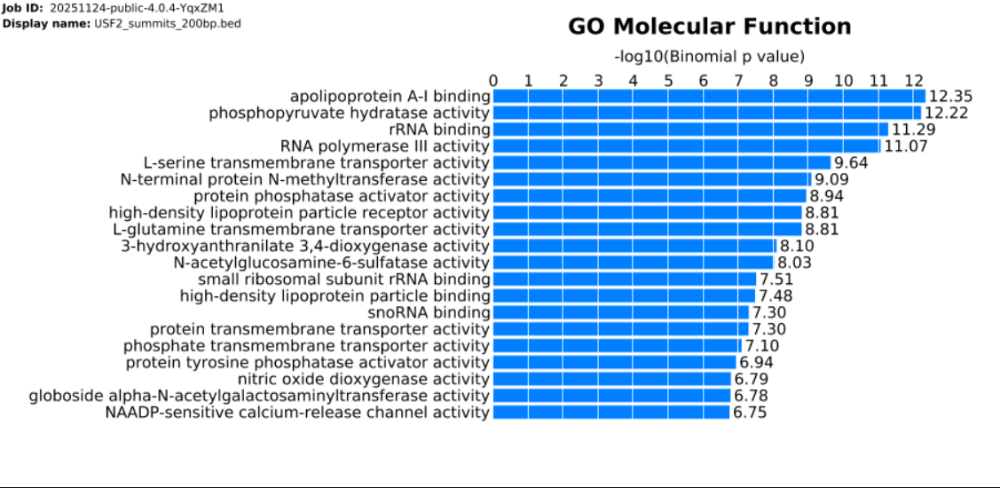 Job ID: 20251124-public-4.0.4-YqxZM1
Display name: USF2_summits_200bp.bed
GO Molecular Function
-log10(Binomial p value)
0 1 2 3 4 5 6 7 8 9 10 11 12
apolipoprotein A-I binding 12.35
phosphopyruvate hydratase activity 12.22
rRNA binding 11.29
RNA polymerase III activity 11.07
L-serine transmembrane transporter activity 9.64
N-terminal protein N-methyltransferase activity 9.09
protein phosphatase activator activity 8.94
high-density lipoprotein particle receptor activity 8.81
L-glutamine transmembrane transporter activity 8.81
3-hydroxyanthranilate 3,4-dioxygenase activity 8.10
N-acetylglucosamine-6-sulfatase activity 8.03
small ribosomal subunit rRNA binding 7.51
high-density lipoprotein particle binding 7.48
snoRNA binding 7.30
protein transmembrane transporter activity 7.30
phosphate transmembrane transporter activity 7.10
protein tyrosine phosphatase activator activity 6.94
nitric oxide dioxygenase activity 6.79
globoside alpha-N-acetylgalactosaminyltransferase activity 6.78
NAADP-sensitive calcium-release channel activity 6.75